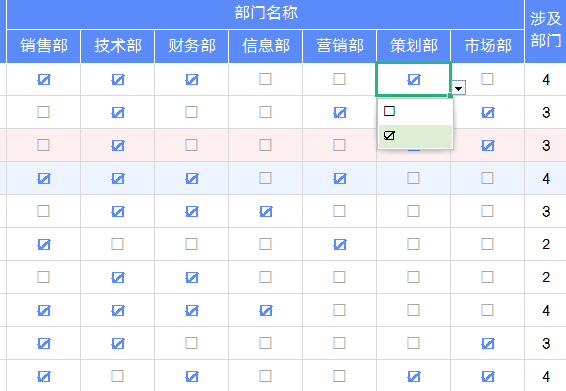 部门名称
涉及
部门
销售部 技术部 财务部 信息部 营销部 策划部 市场部
☑ ☑ ☑ ☐ ☐ ☑ ☐ 4
☐ ☑ ☐ ☐ ☑ ☑ 3
☐
☑
☐ ☑ ☐ ☐ ☐ ☑ ☑ 3
☑ ☑ ☑ ☐ ☑ ☐ ☐ 4
☐ ☑ ☑ ☑ ☐ ☐ ☐ 3
☑ ☐ ☐ ☐ ☑ ☐ ☐ 2
☐ ☑ ☑ ☐ ☐ ☐ ☐ 2
☑ ☑ ☑ ☑ ☐ ☐ ☐ 4
☑ ☑ ☐ ☐ ☐ ☐ ☑ 3
☑ ☐ ☑ ☐ ☐ ☑ ☑ 4